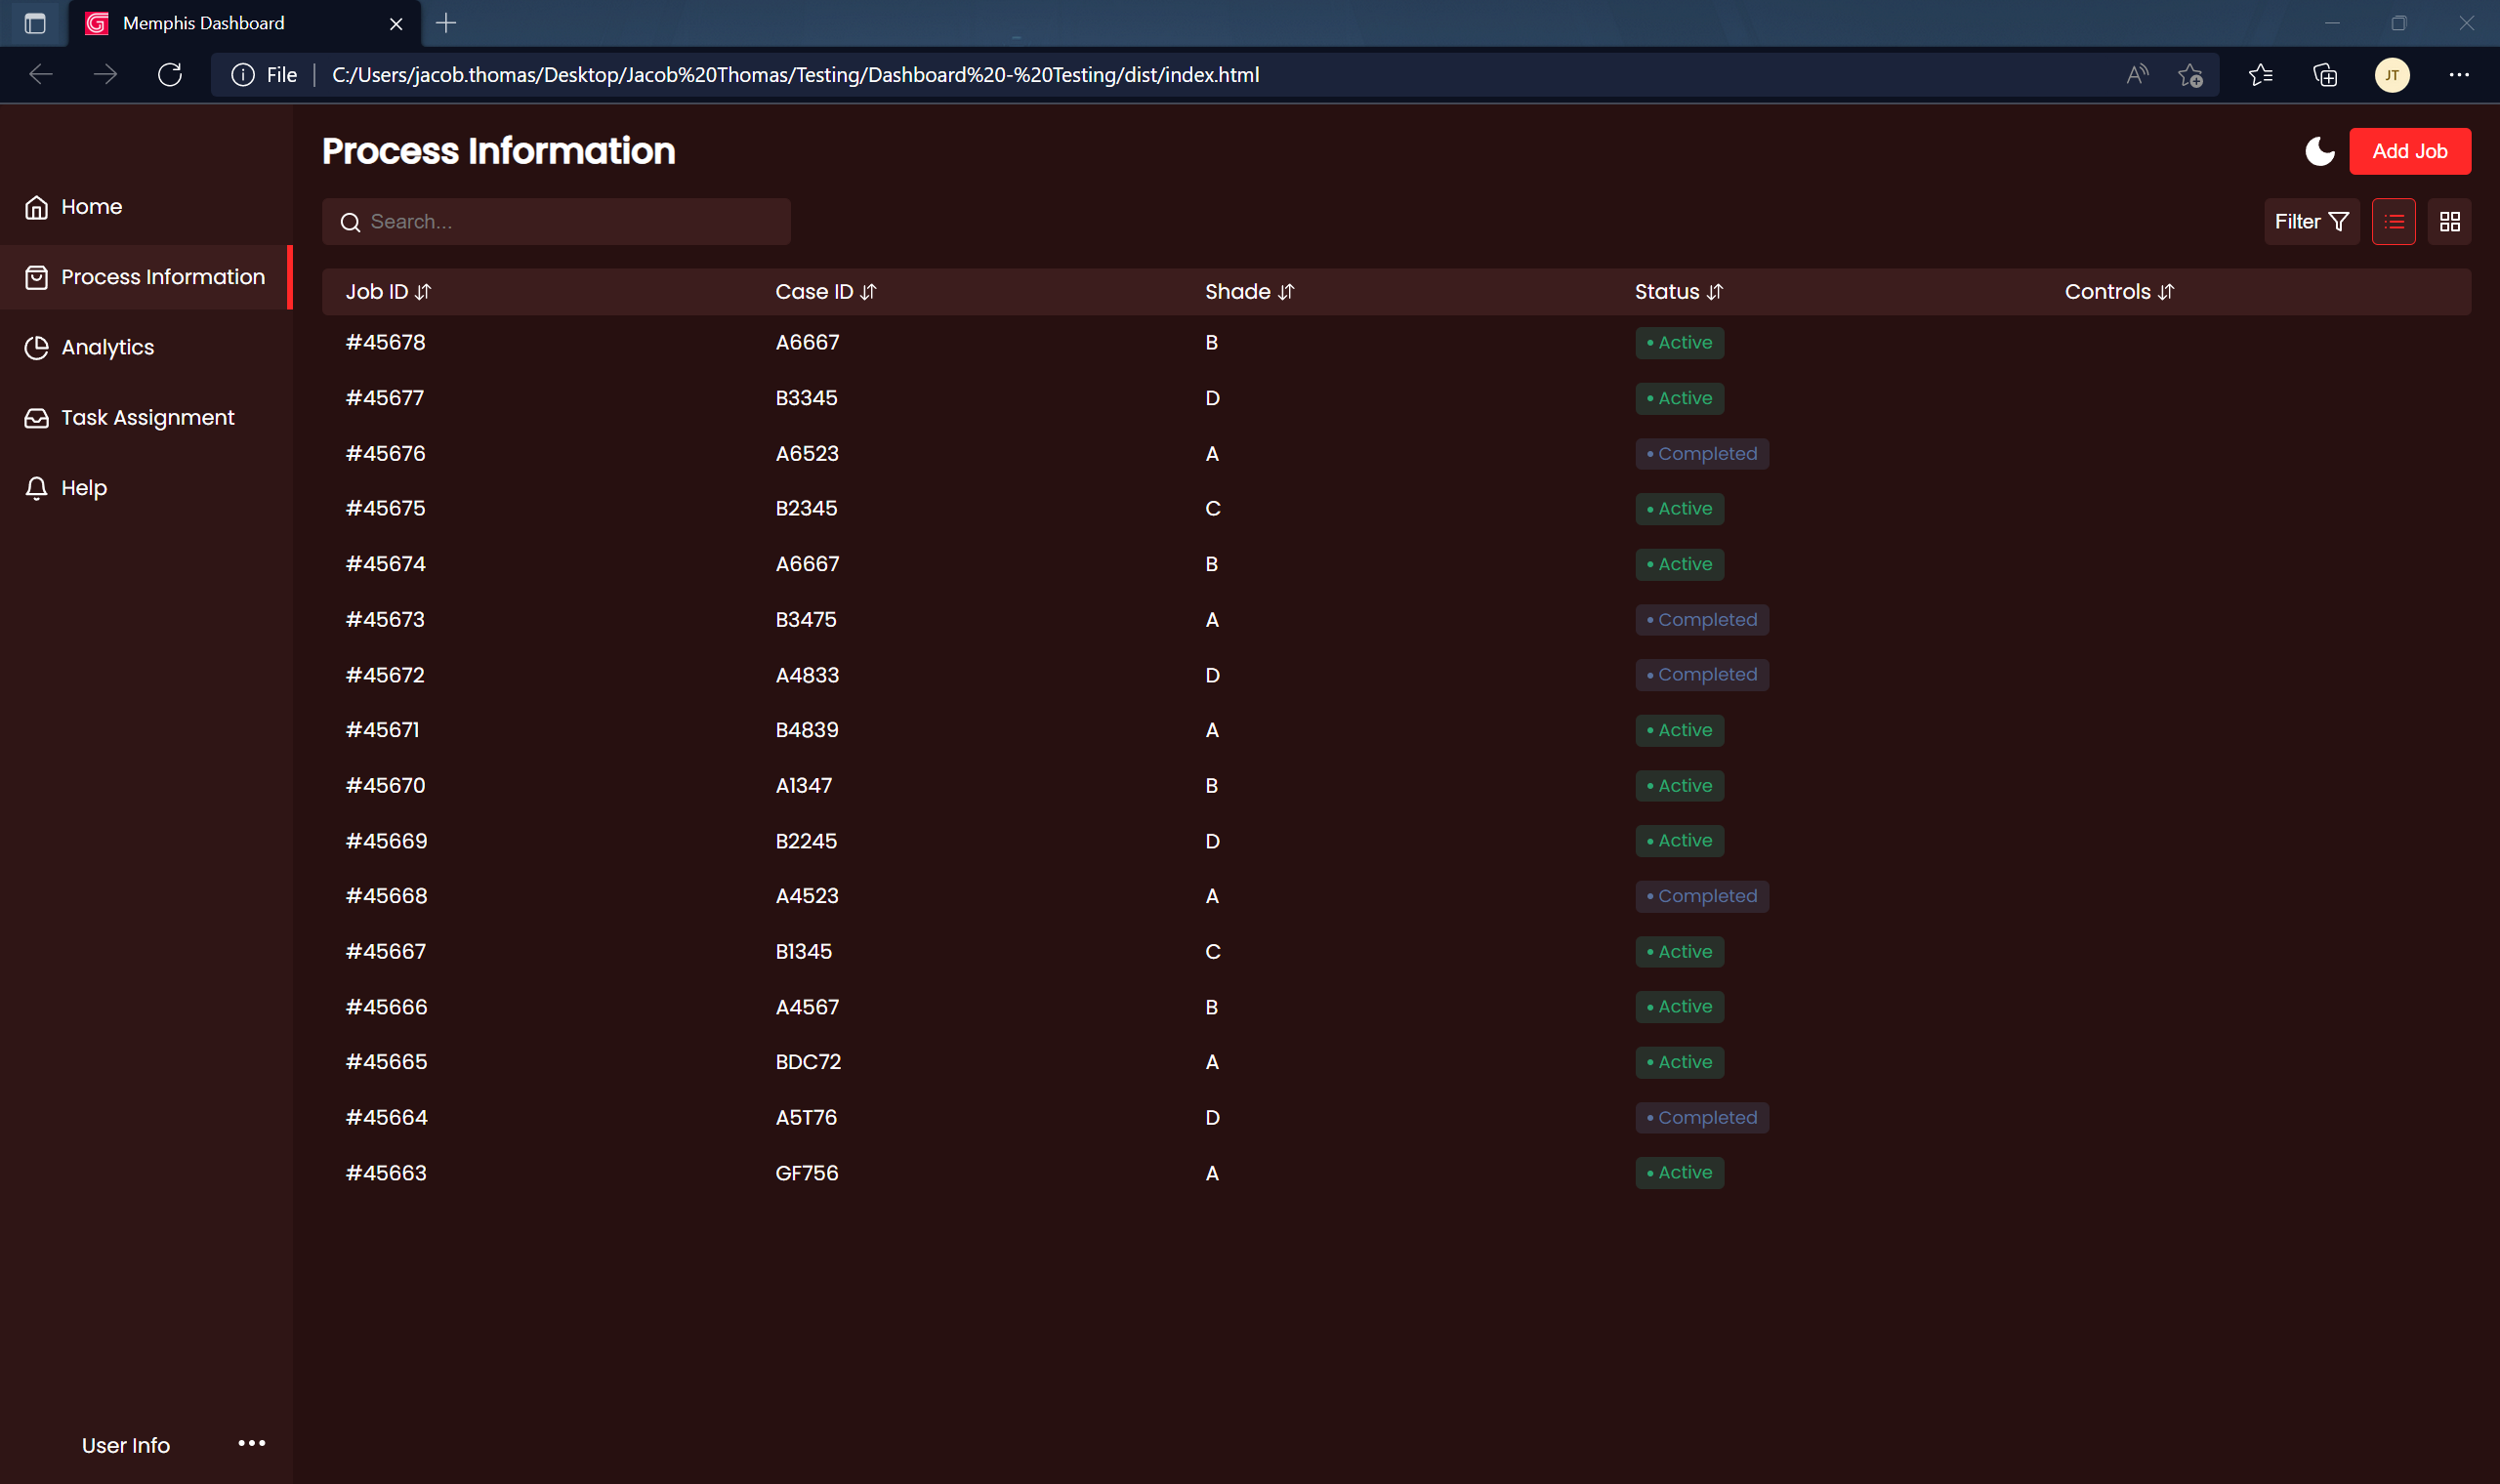 Memphis Dashboard
File C:/Users/jacob.thomas/Desktop/Jacob%20Thomas/Testing/Dashboard%20-%20Testing/dist/index.html
JT
Process Information
Add Job
Home
Search...
Filter
Process Information
Job ID Case ID Shade Status Controls
#45678 A6667 B Active
Analytics
#45677 B3345 D Active
Task Assignment
#45676 A6523 A Completed
Help
#45675 B2345 C Active
#45674 A6667 B Active
#45673 B3475 A Completed
#45672 A4833 D Completed
#45671 B4839 A Active
#45670 A1347 B Active
#45669 B2245 D Active
#45668 A4523 A Completed
#45667 B1345 C Active
#45666 A4567 B Active
#45665 BDC72 A Active
#45664 A5T76 D Completed
#45663 GF756 A Active
User Info